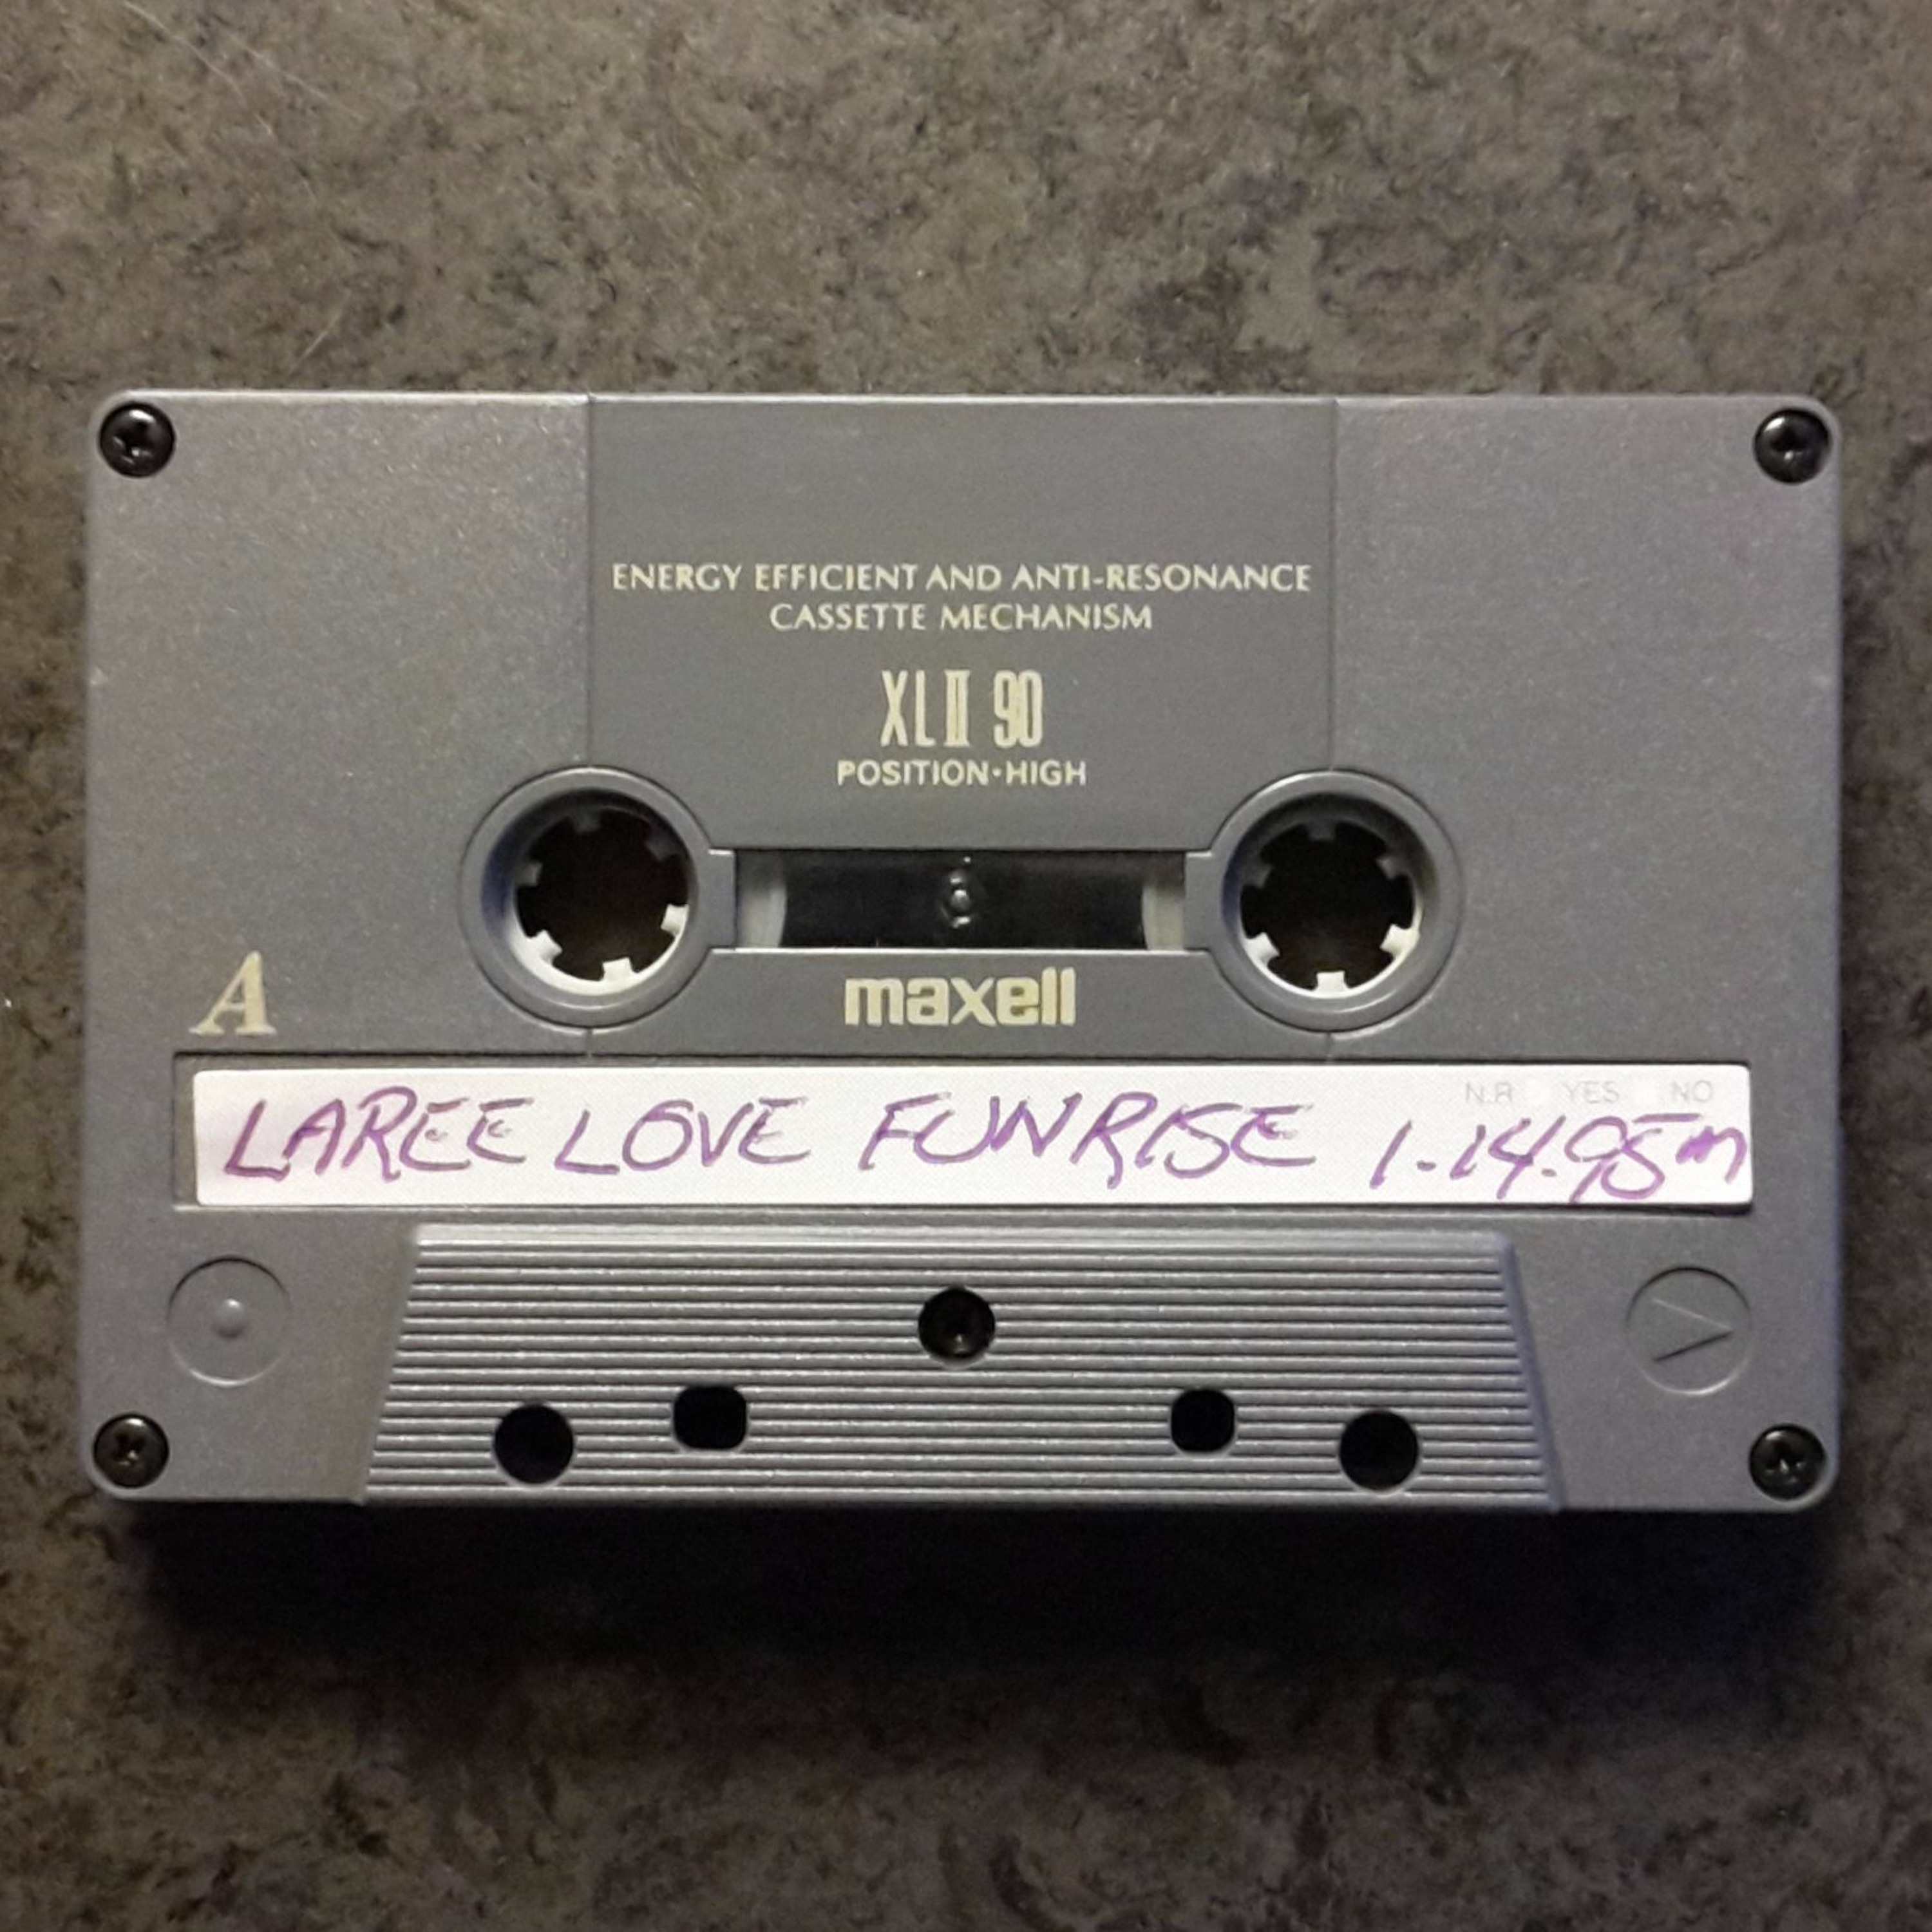 ENERGY EFFICIENT AND ANTI-RESONANCE
CASSETTE MECHANISM
XL II 90
POSITION•HIGH
A
maxell
N.R YES NO
LAREE LOVE FUNRISE 1.14.95m